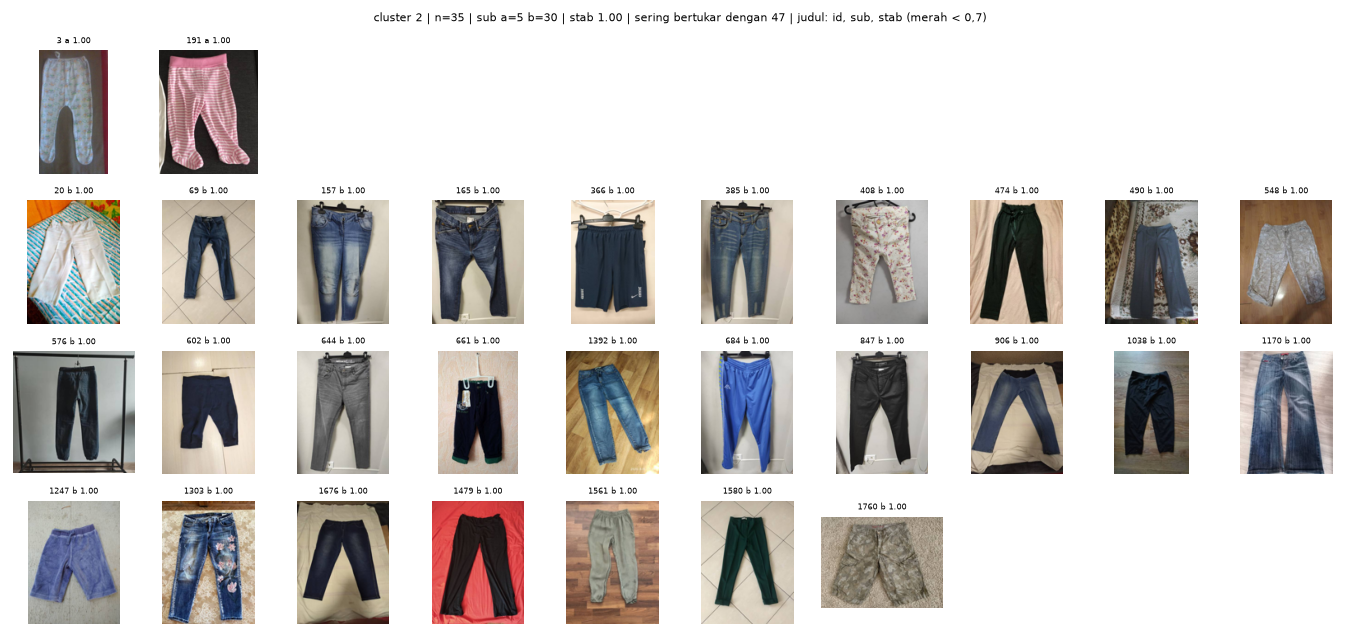 cluster 2 | n=35 | sub a=5 b=30 | stab 1.00 | sering bertukar dengan 47 | judul: id, sub, stab (merah < 0,7)
3 a 1.00
191 a 1.00
20 b 1.00
69 b 1.00
157 b 1.00
165 b 1.00
366 b 1.00
385 b 1.00
408 b 1.00
474 b 1.00
490 b 1.00
548 b 1.00
576 b 1.00
602 b 1.00
644 b 1.00
661 b 1.00
1392 b 1.00
684 b 1.00
847 b 1.00
906 b 1.00
1038 b 1.00
1170 b 1.00
1247 b 1.00
1303 b 1.00
1676 b 1.00
1479 b 1.00
1561 b 1.00
1580 b 1.00
1760 b 1.00